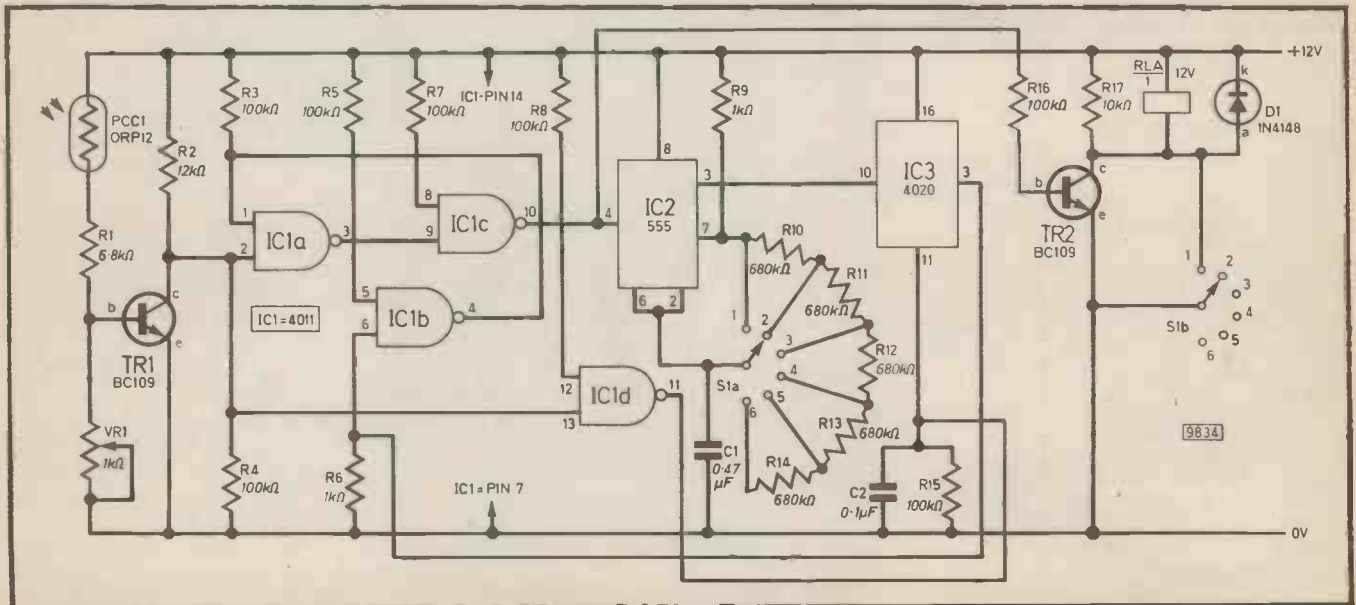 +12V
PCC1
ORP12
R1
6·8kΩ
VR1
1kΩ
b
c
e
TR1
BC109
R2
12kΩ
R3
100kΩ
R4
100kΩ
1
2
IC1a
3
IC1=4011
R5
100kΩ
R6
1kΩ
5
6
IC1b
4
R7
100kΩ
8
9
IC1c
10
IC1-PIN 14
IC1=PIN 7
R8
100kΩ
12
13
IC1d
11
8
4
IC2
555
3
7
6
2
R9
1kΩ
C1
0·47
µF
S1a
1
2
3
4
5
6
R10
680kΩ
R11
680kΩ
R12
680kΩ
R13
680kΩ
R14
680kΩ
16
10
IC3
4020
3
11
C2
0·1µF
R15
100kΩ
R16
100kΩ
R17
10kΩ
RLA
1
12V
k
D1
1N4148
a
b
c
e
TR2
BC109
1
2
3
4
5
6
S1b
9834
0V